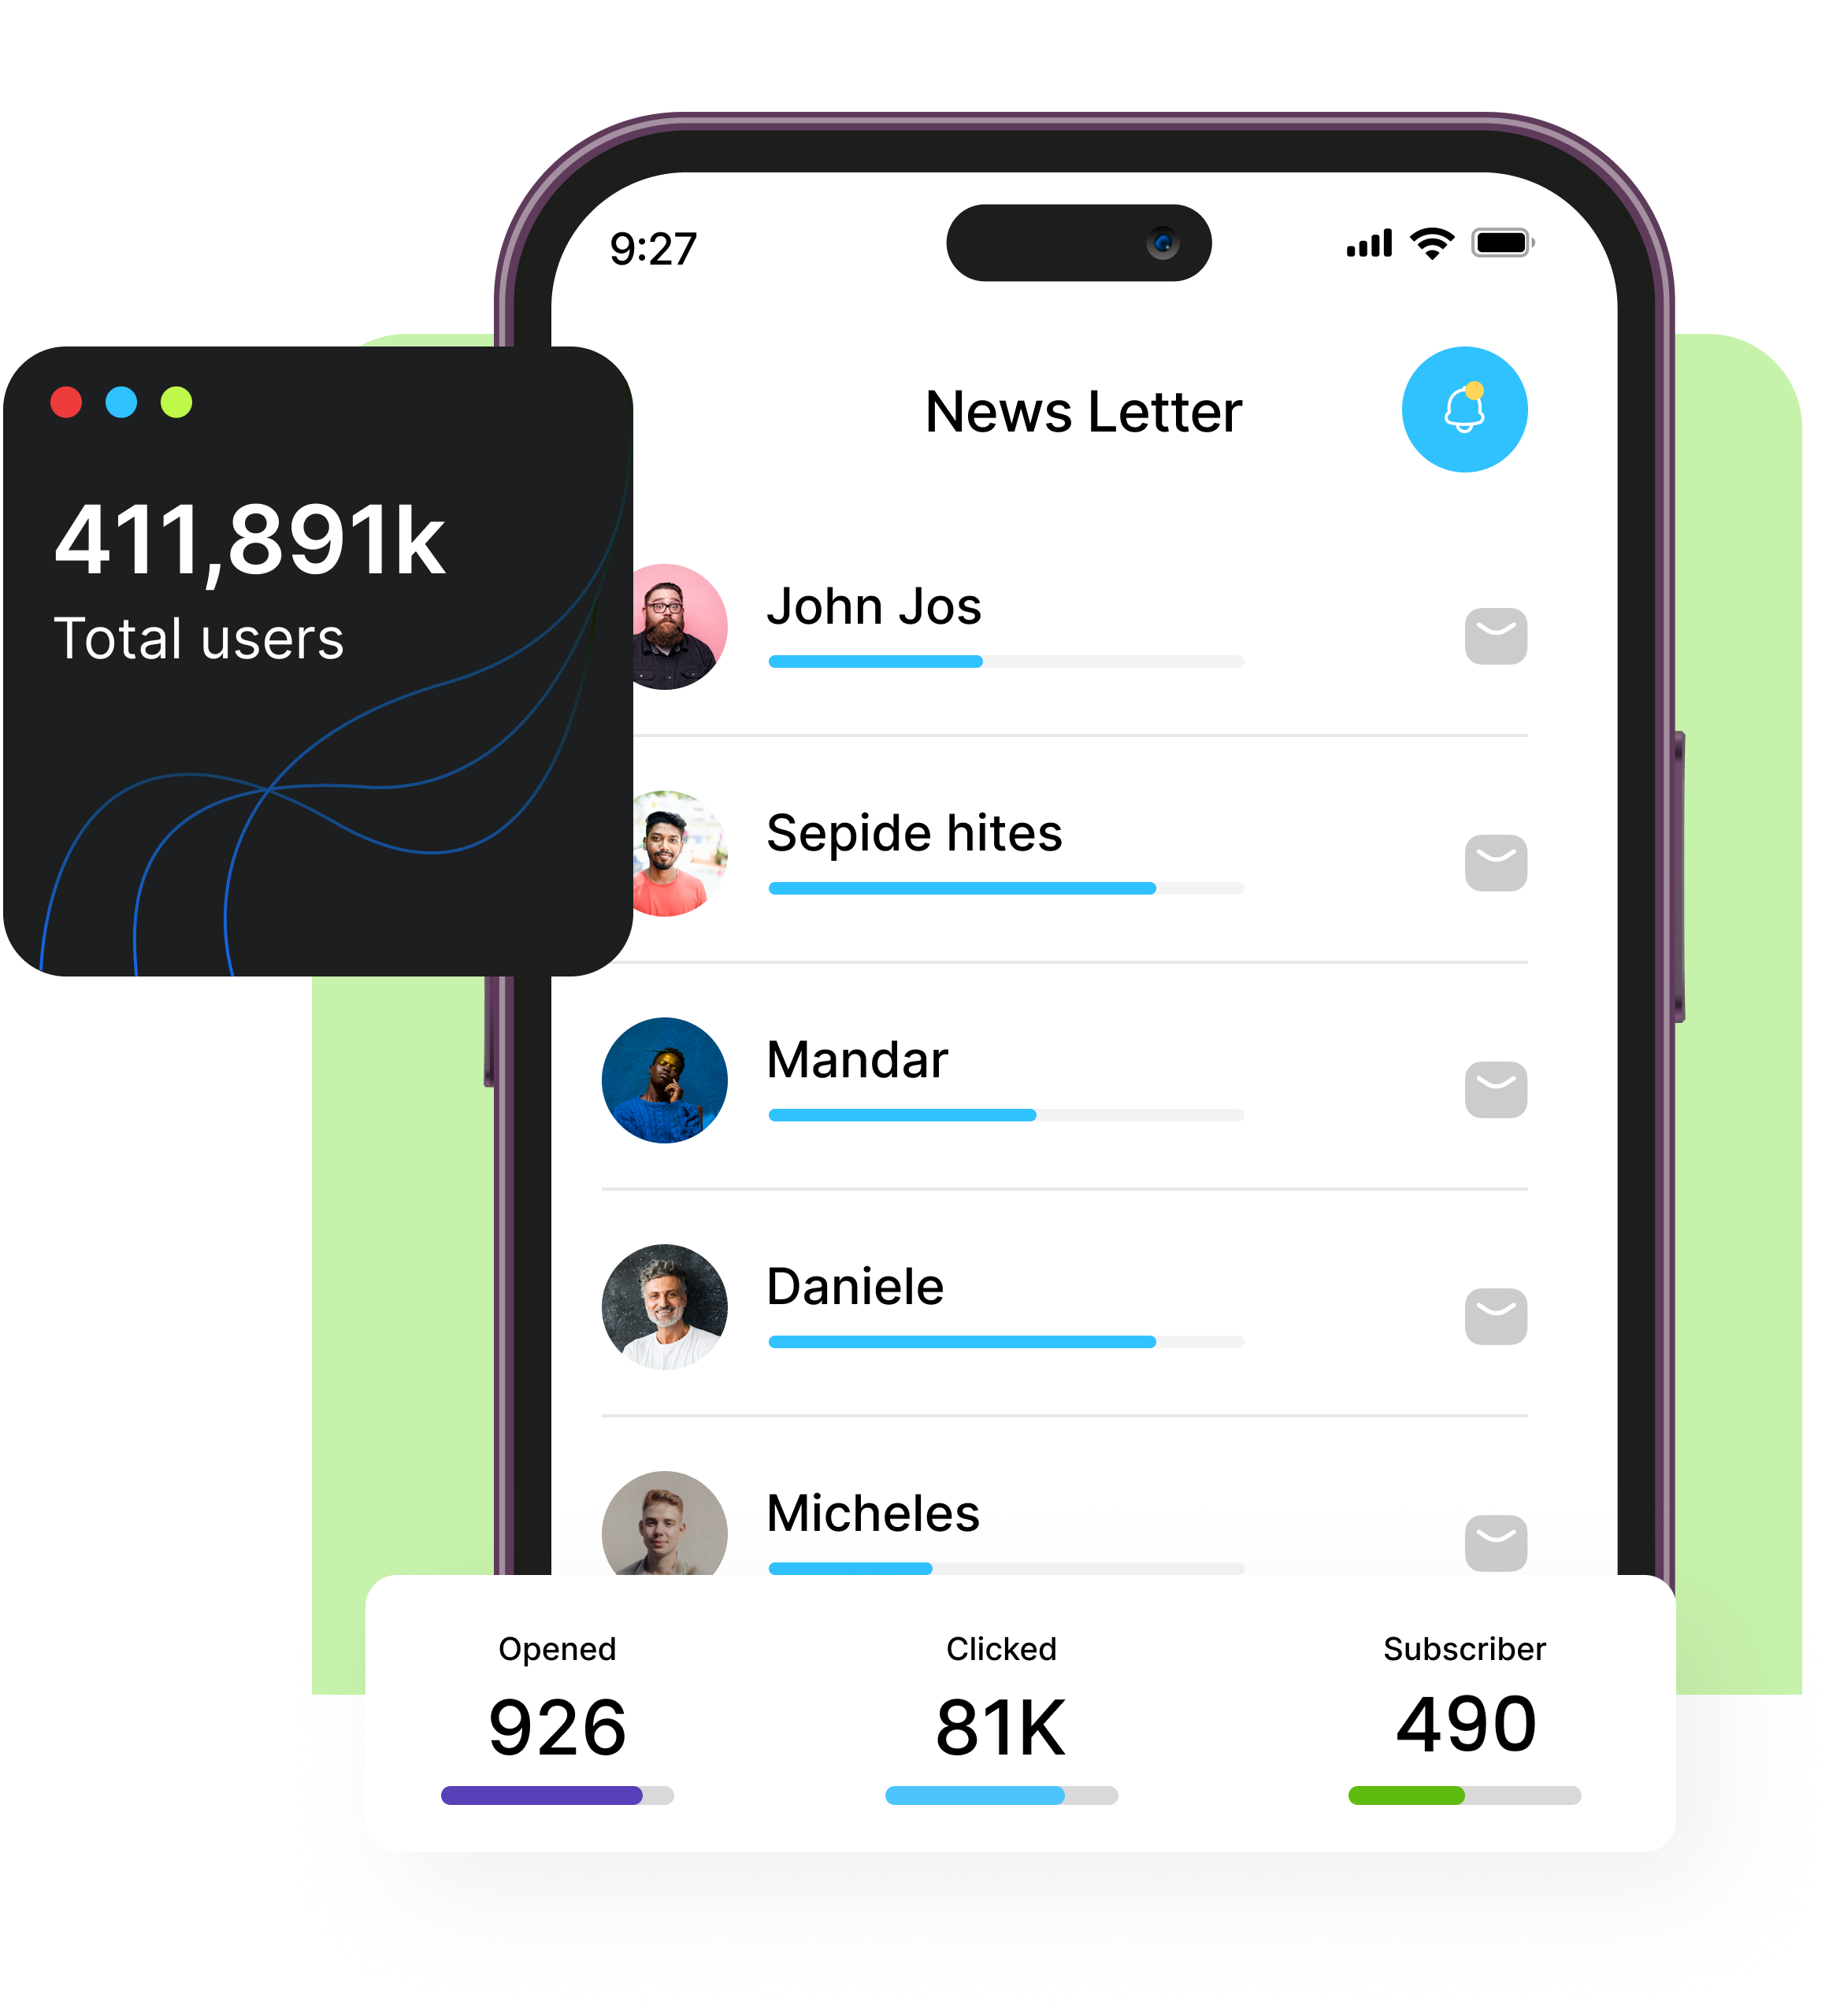 9:27
News Letter
411,891k
Total users
John Jos
Sepide hites
Mandar
Daniele
Micheles
Opened
Clicked
Subscriber
926
81K
490